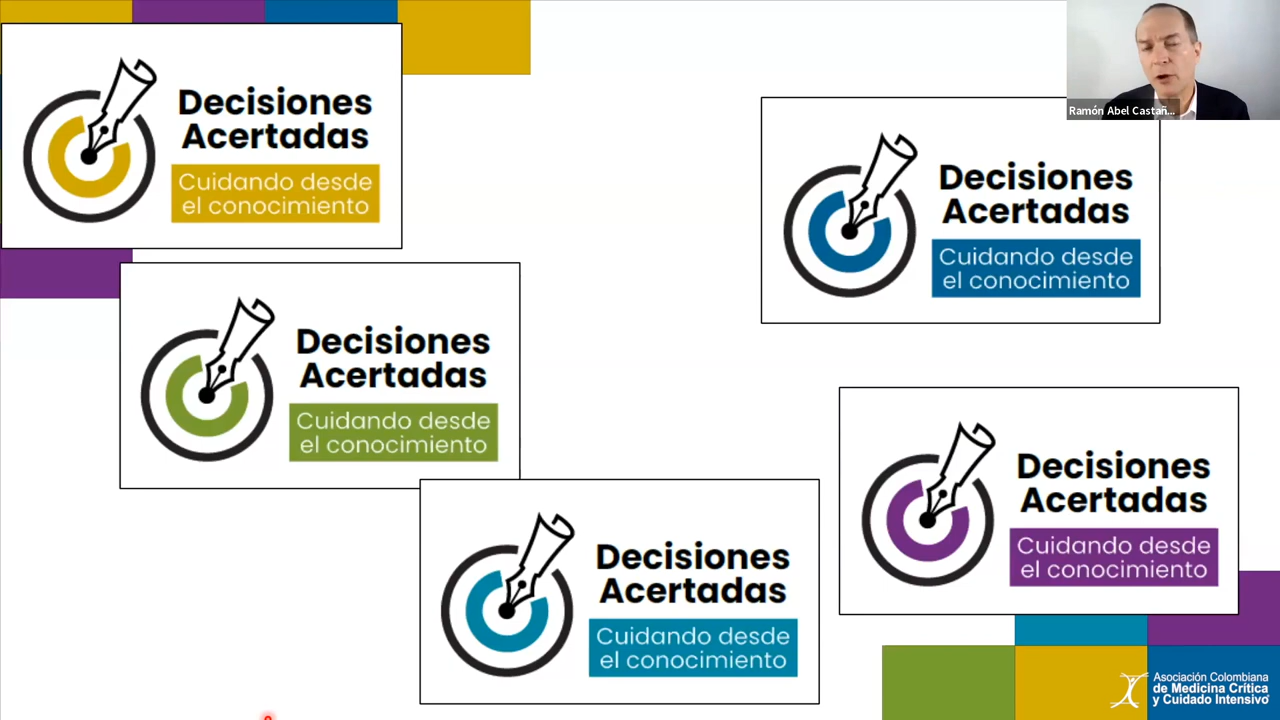 Decisiones
Acertadas
Cuidando desde
el conocimiento
Ramón Abel Castañ...
Decisiones
Acertadas
Cuidando desde
el conocimiento
Decisiones
Acertadas
Cuidando desde
el conocimiento
Decisiones
Acertadas
Cuidando desde
el conocimiento
Decisiones
Acertadas
Cuidando desde
el conocimiento
Asociación Colombiana
de Medicina Crítica
y Cuidado Intensivo